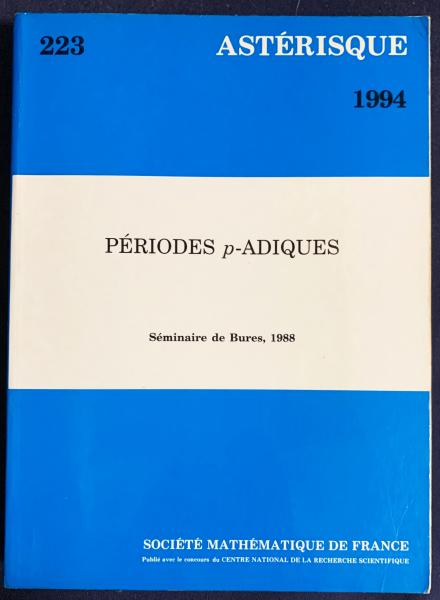 223 ASTÉRISQUE
1994
PÉRIODES p-ADIQUES
Séminaire de Bures, 1988
SOCIÉTÉ MATHÉMATIQUE DE FRANCE
Publié avec le concours du CENTRE NATIONAL DE LA RECHERCHE SCIENTIFIQUE